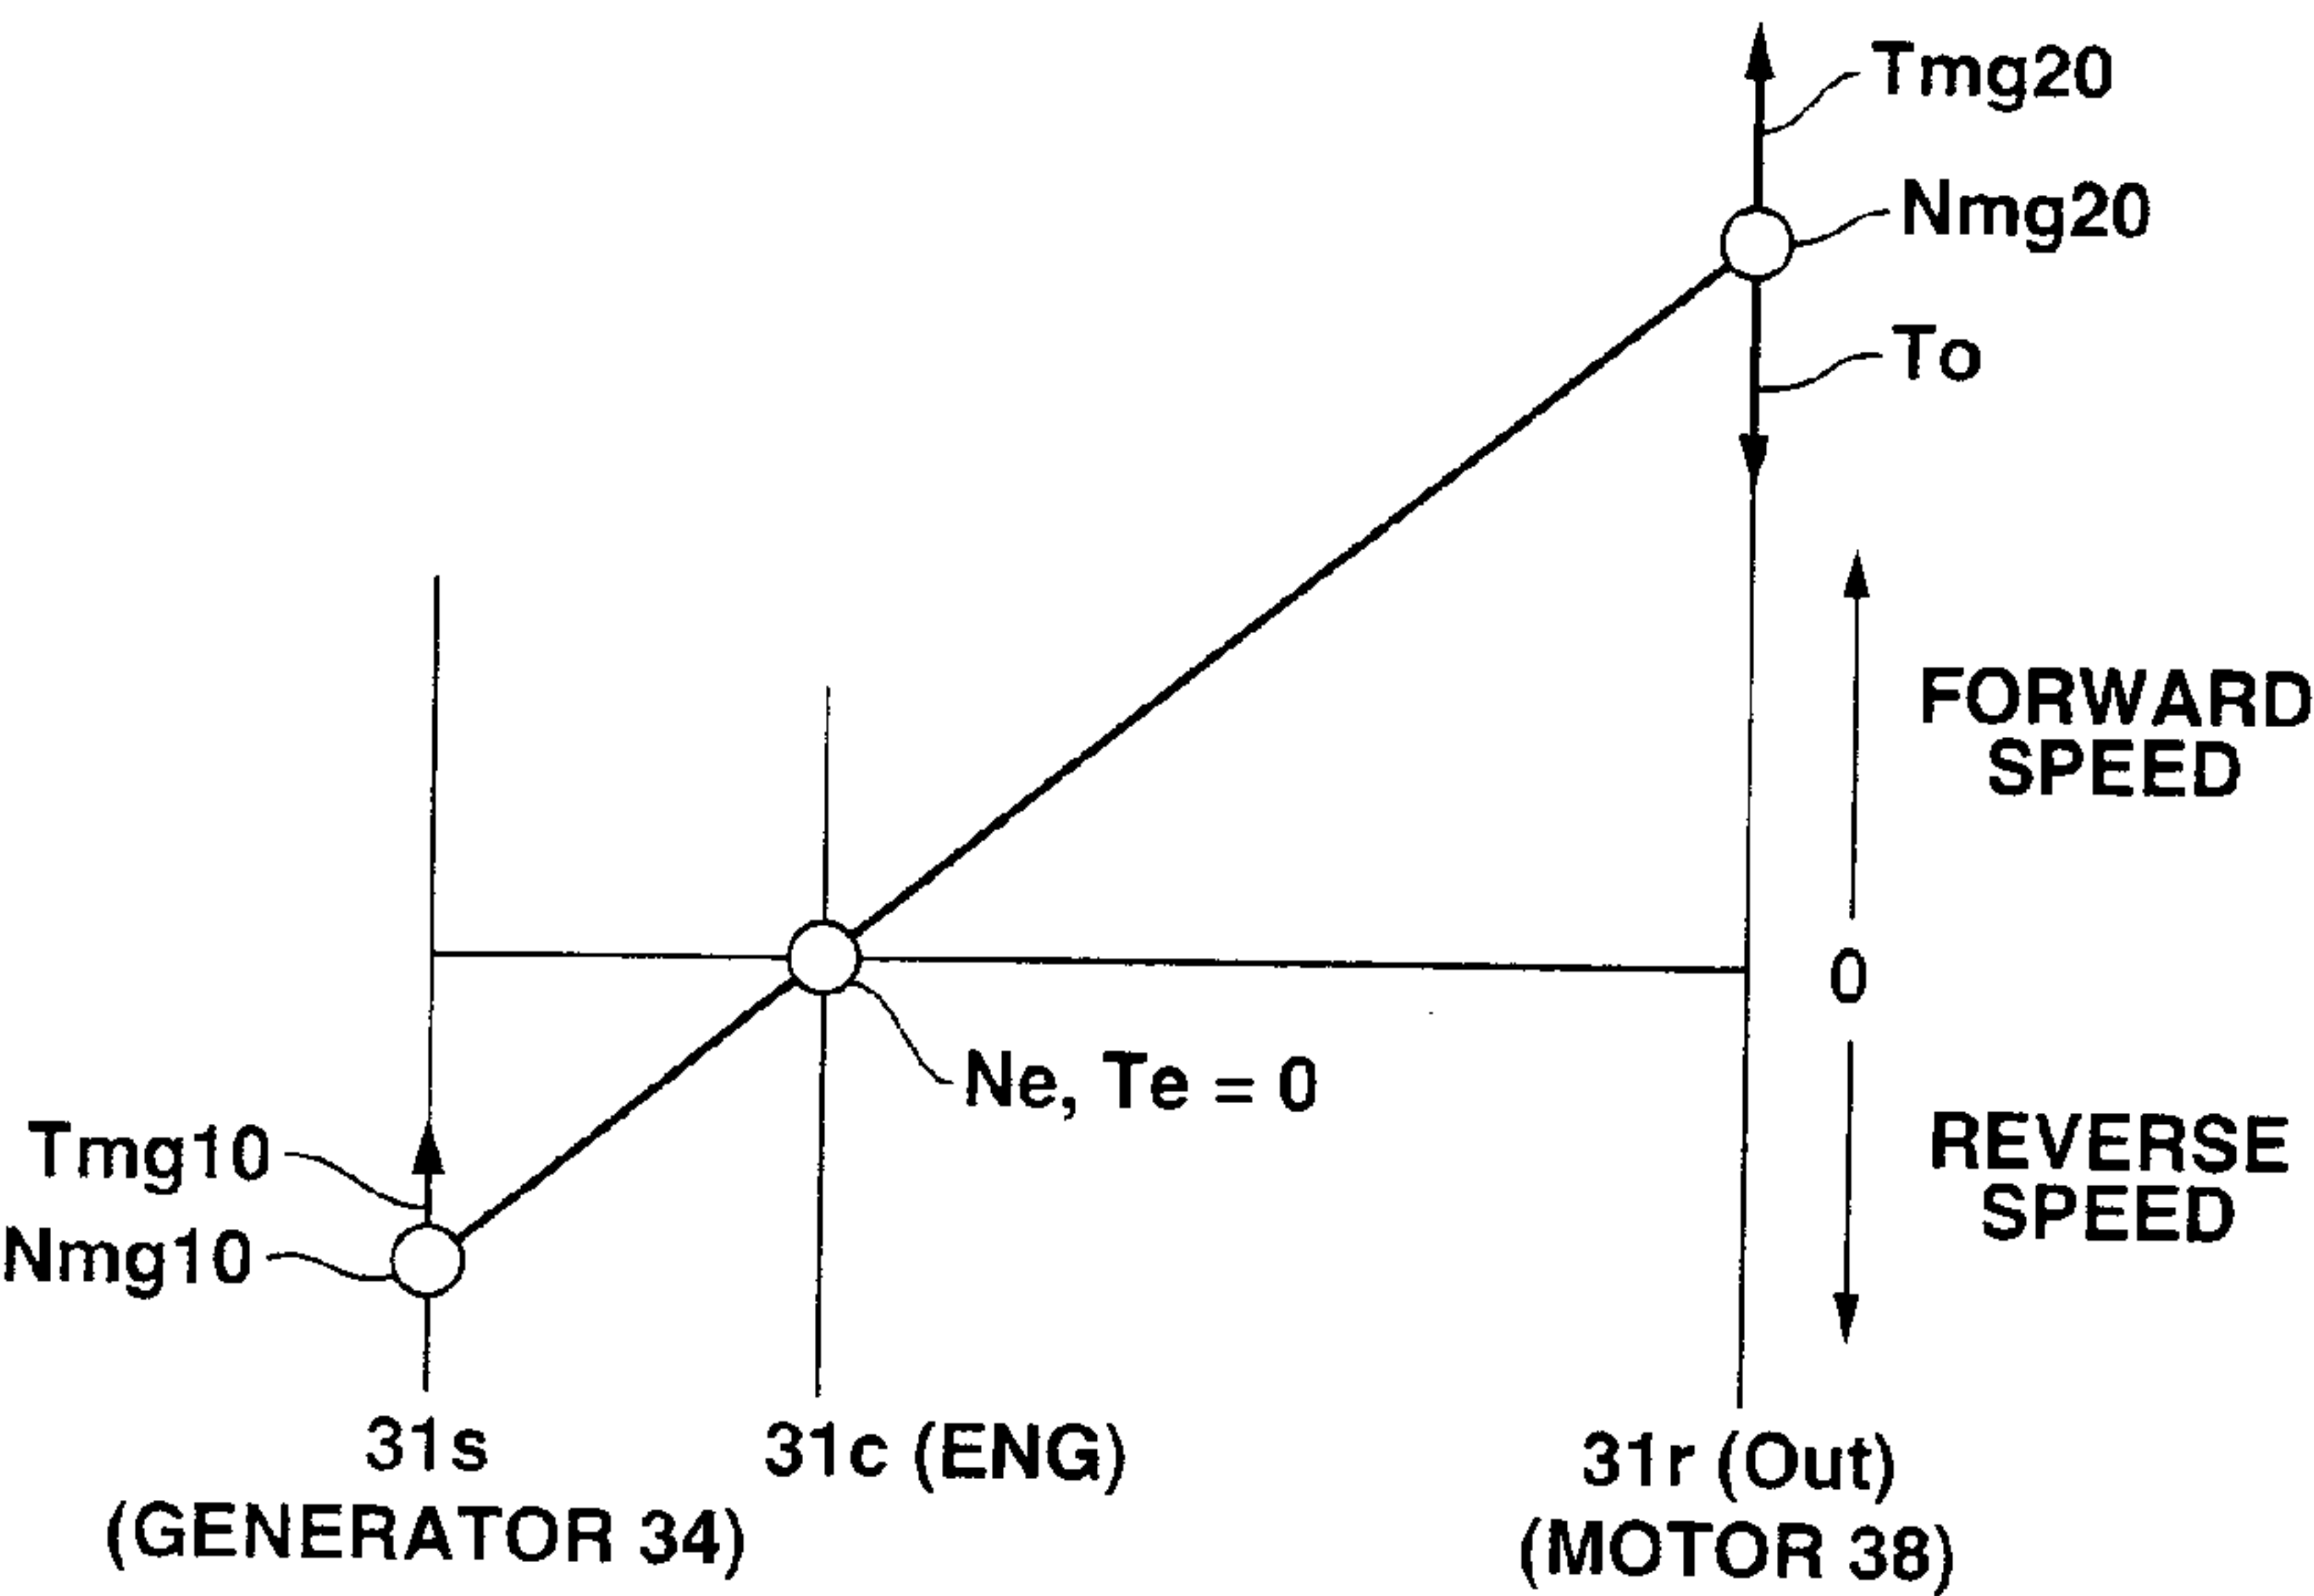 Tmg20
Nmg20
To
FORWARD
SPEED
0
Ne, Te = 0
Tmg10
Nmg10
REVERSE
SPEED
31s
(GENERATOR 34)
31c (ENG)
31r (Out)
(MOTOR 38)